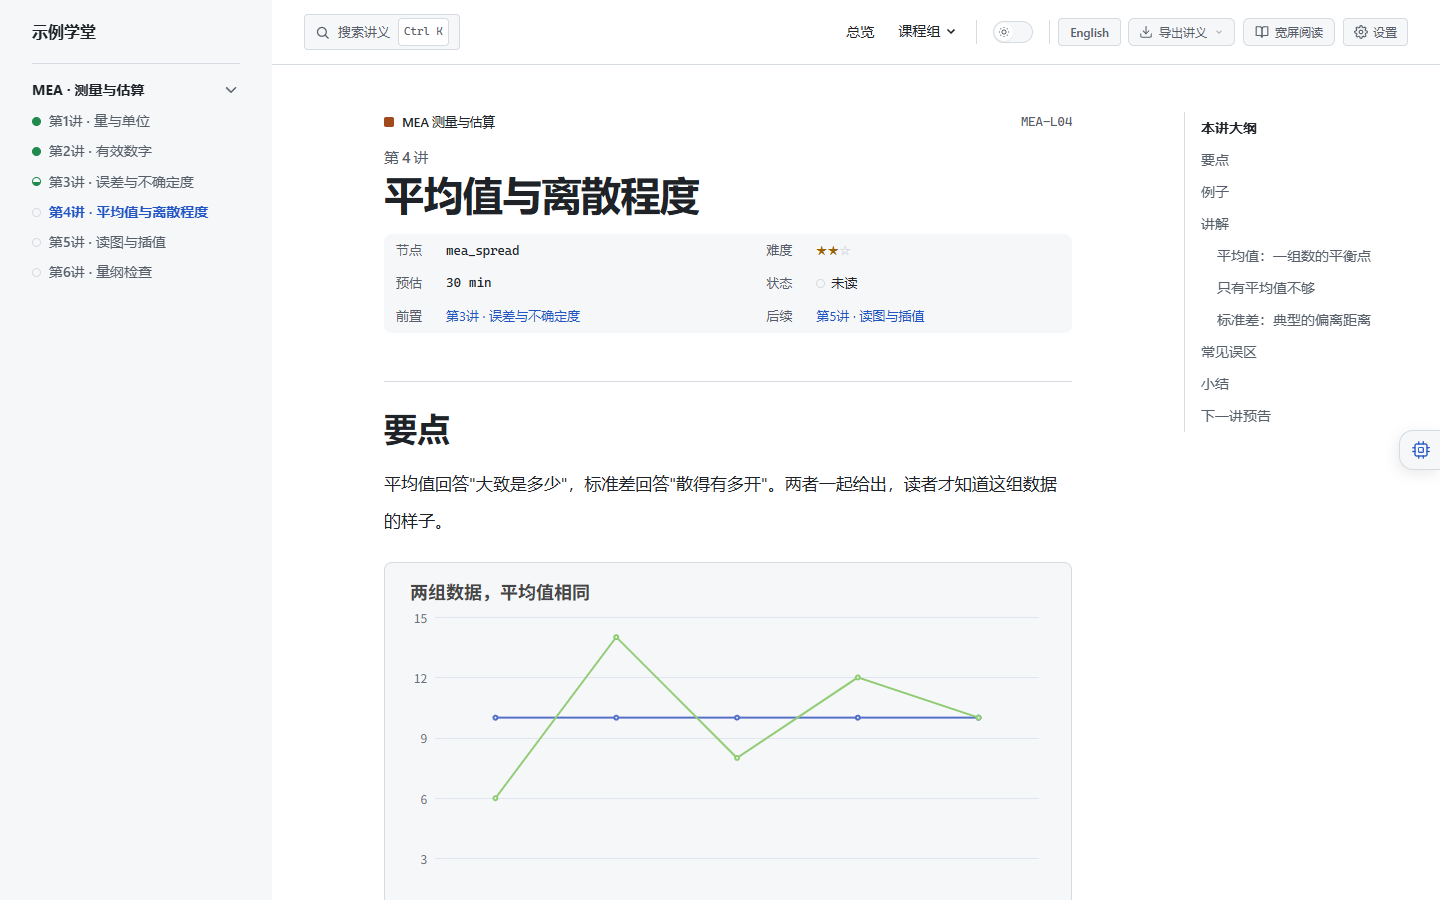 示例学堂
搜索讲义 Ctrl K
总览
课程组
English
导出讲义
宽屏阅读
设置
MEA · 测量与估算
第1讲 · 量与单位
第2讲 · 有效数字
第3讲 · 误差与不确定度
第4讲 · 平均值与离散程度
第5讲 · 读图与插值
第6讲 · 量纲检查
MEA 测量与估算
MEA-L04
第 4 讲
平均值与离散程度
节点 mea_spread 难度 ★★☆
预估 30 min 状态 未读
前置 第3讲 · 误差与不确定度 后续 第5讲 · 读图与插值
要点
平均值回答"大致是多少"，标准差回答"散得有多开"。两者一起给出，读者才知道这组数据
的样子。
两组数据，平均值相同
15
12
9
6
3
本讲大纲
要点
例子
讲解
平均值：一组数的平衡点
只有平均值不够
标准差：典型的偏离距离
常见误区
小结
下一讲预告